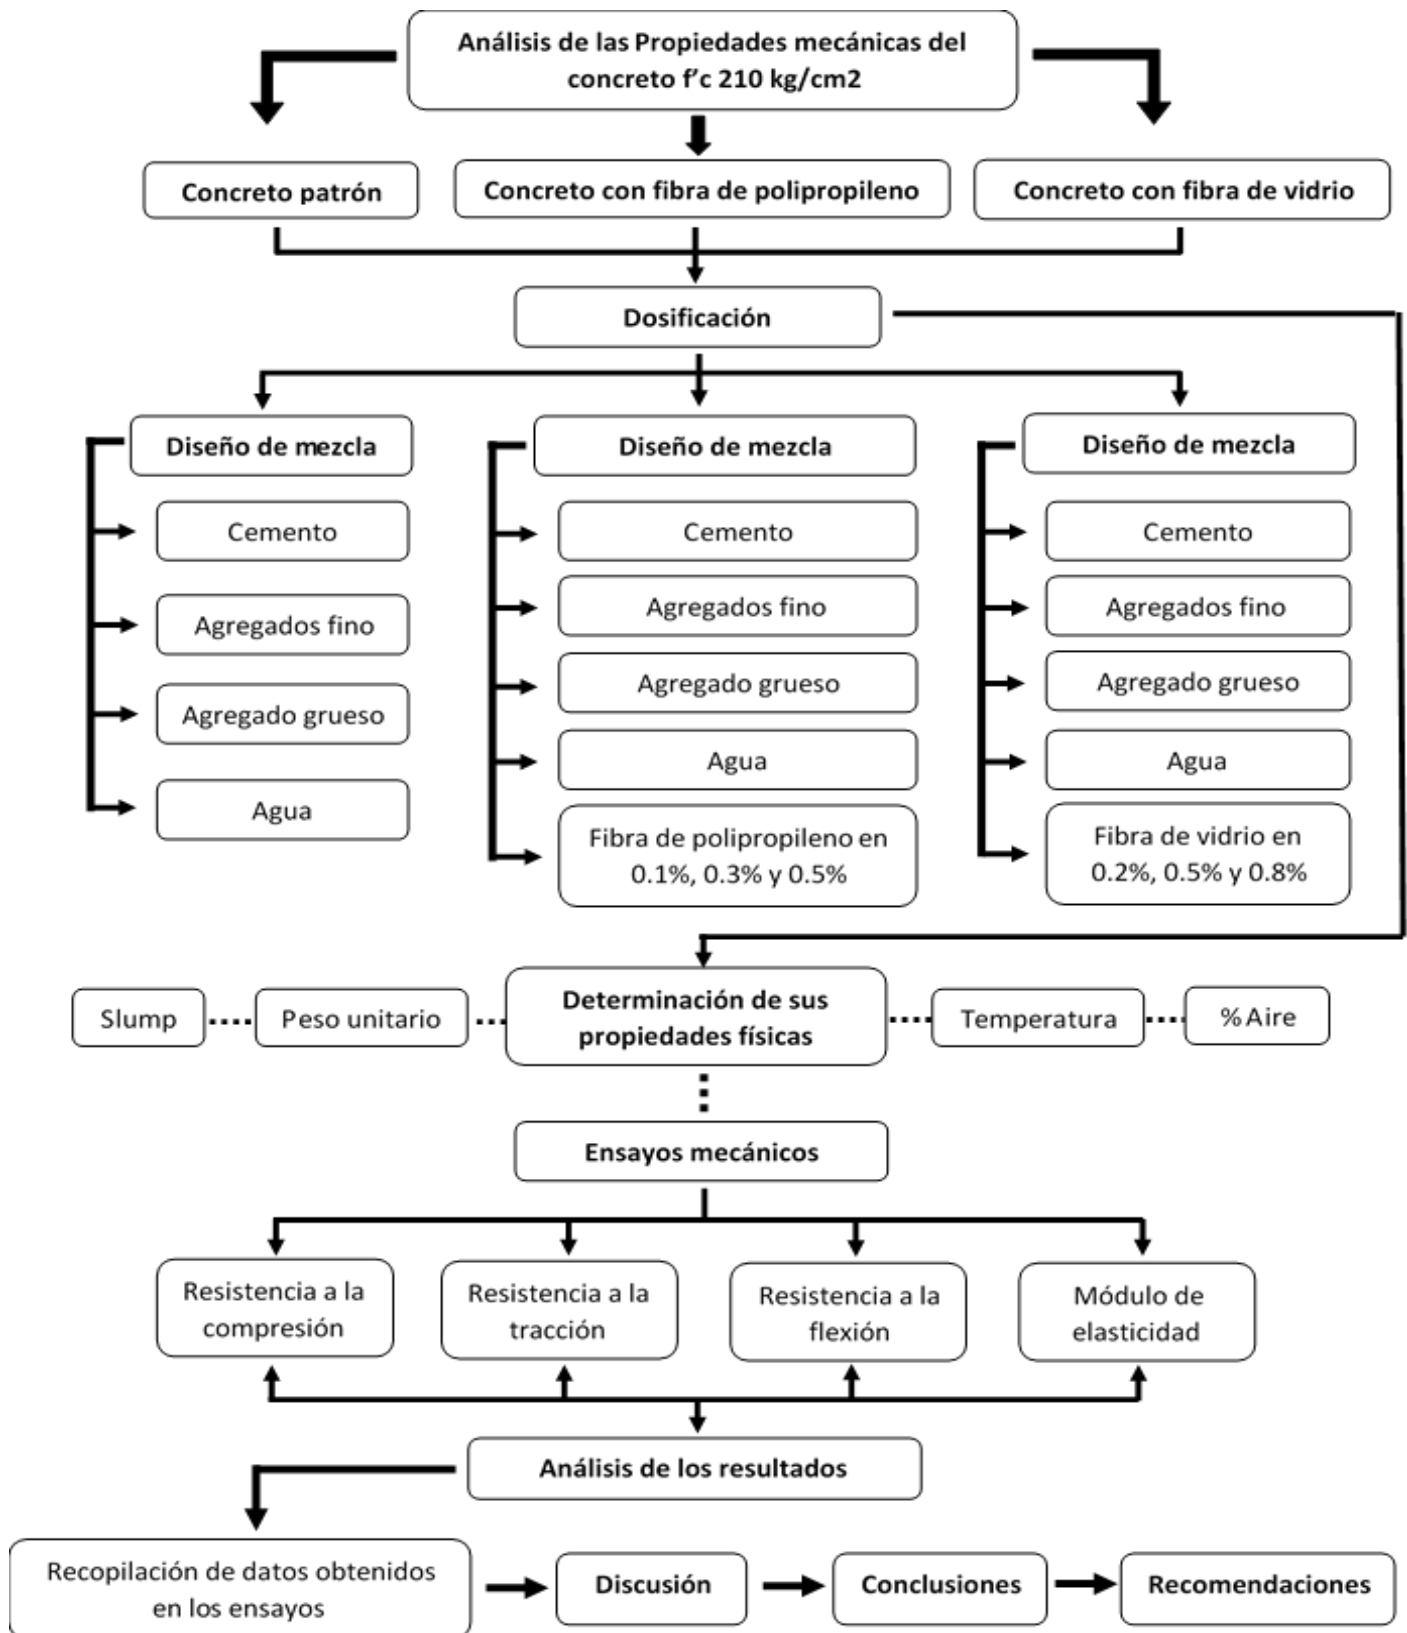 Análisis de las Propiedades mecánicas del
concreto f'c 210 kg/cm2
Concreto patrón
Concreto con fibra de polipropileno
Concreto con fibra de vidrio
Dosificación
Diseño de mezcla
Cemento
Agregados fino
Agregado grueso
Agua
Diseño de mezcla
Cemento
Agregados fino
Agregado grueso
Agua
Fibra de polipropileno en
0.1%, 0.3% y 0.5%
Diseño de mezcla
Cemento
Agregados fino
Agregado grueso
Agua
Fibra de vidrio en
0.2%, 0.5% y 0.8%
Slump
Peso unitario
Determinación de sus
propiedades físicas
Temperatura
%Aire
Ensayos mecánicos
Resistencia a la
compresión
Resistencia a la
tracción
Resistencia a la
flexión
Módulo de
elasticidad
Análisis de los resultados
Recopilación de datos obtenidos
en los ensayos
Discusión
Conclusiones
Recomendaciones